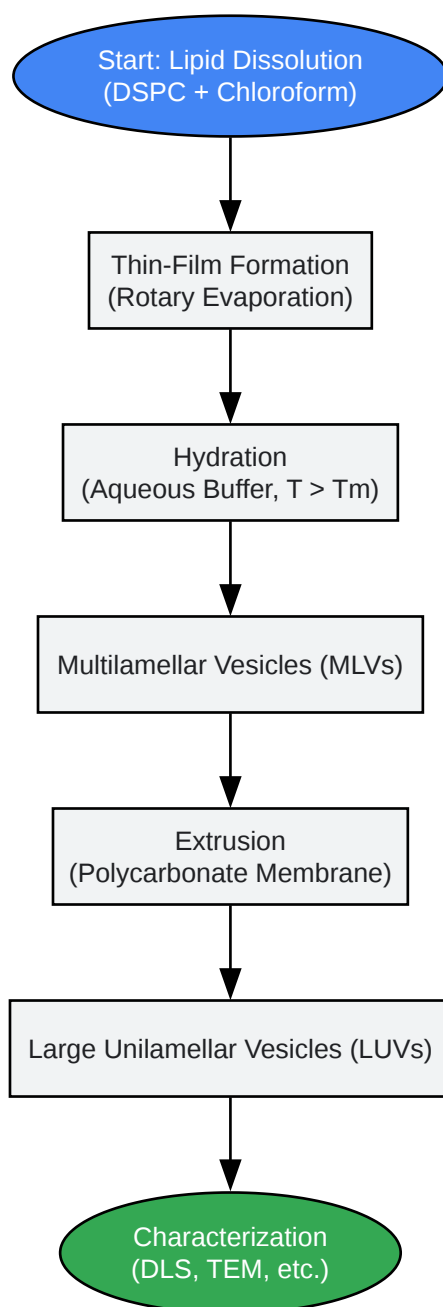 Start: Lipid Dissolution
(DSPC + Chloroform)
Thin-Film Formation
(Rotary Evaporation)
Hydration
(Aqueous Buffer, T > Tm)
Multilamellar Vesicles (MLVs)
Extrusion
(Polycarbonate Membrane)
Large Unilamellar Vesicles (LUVs)
Characterization
(DLS, TEM, etc.)